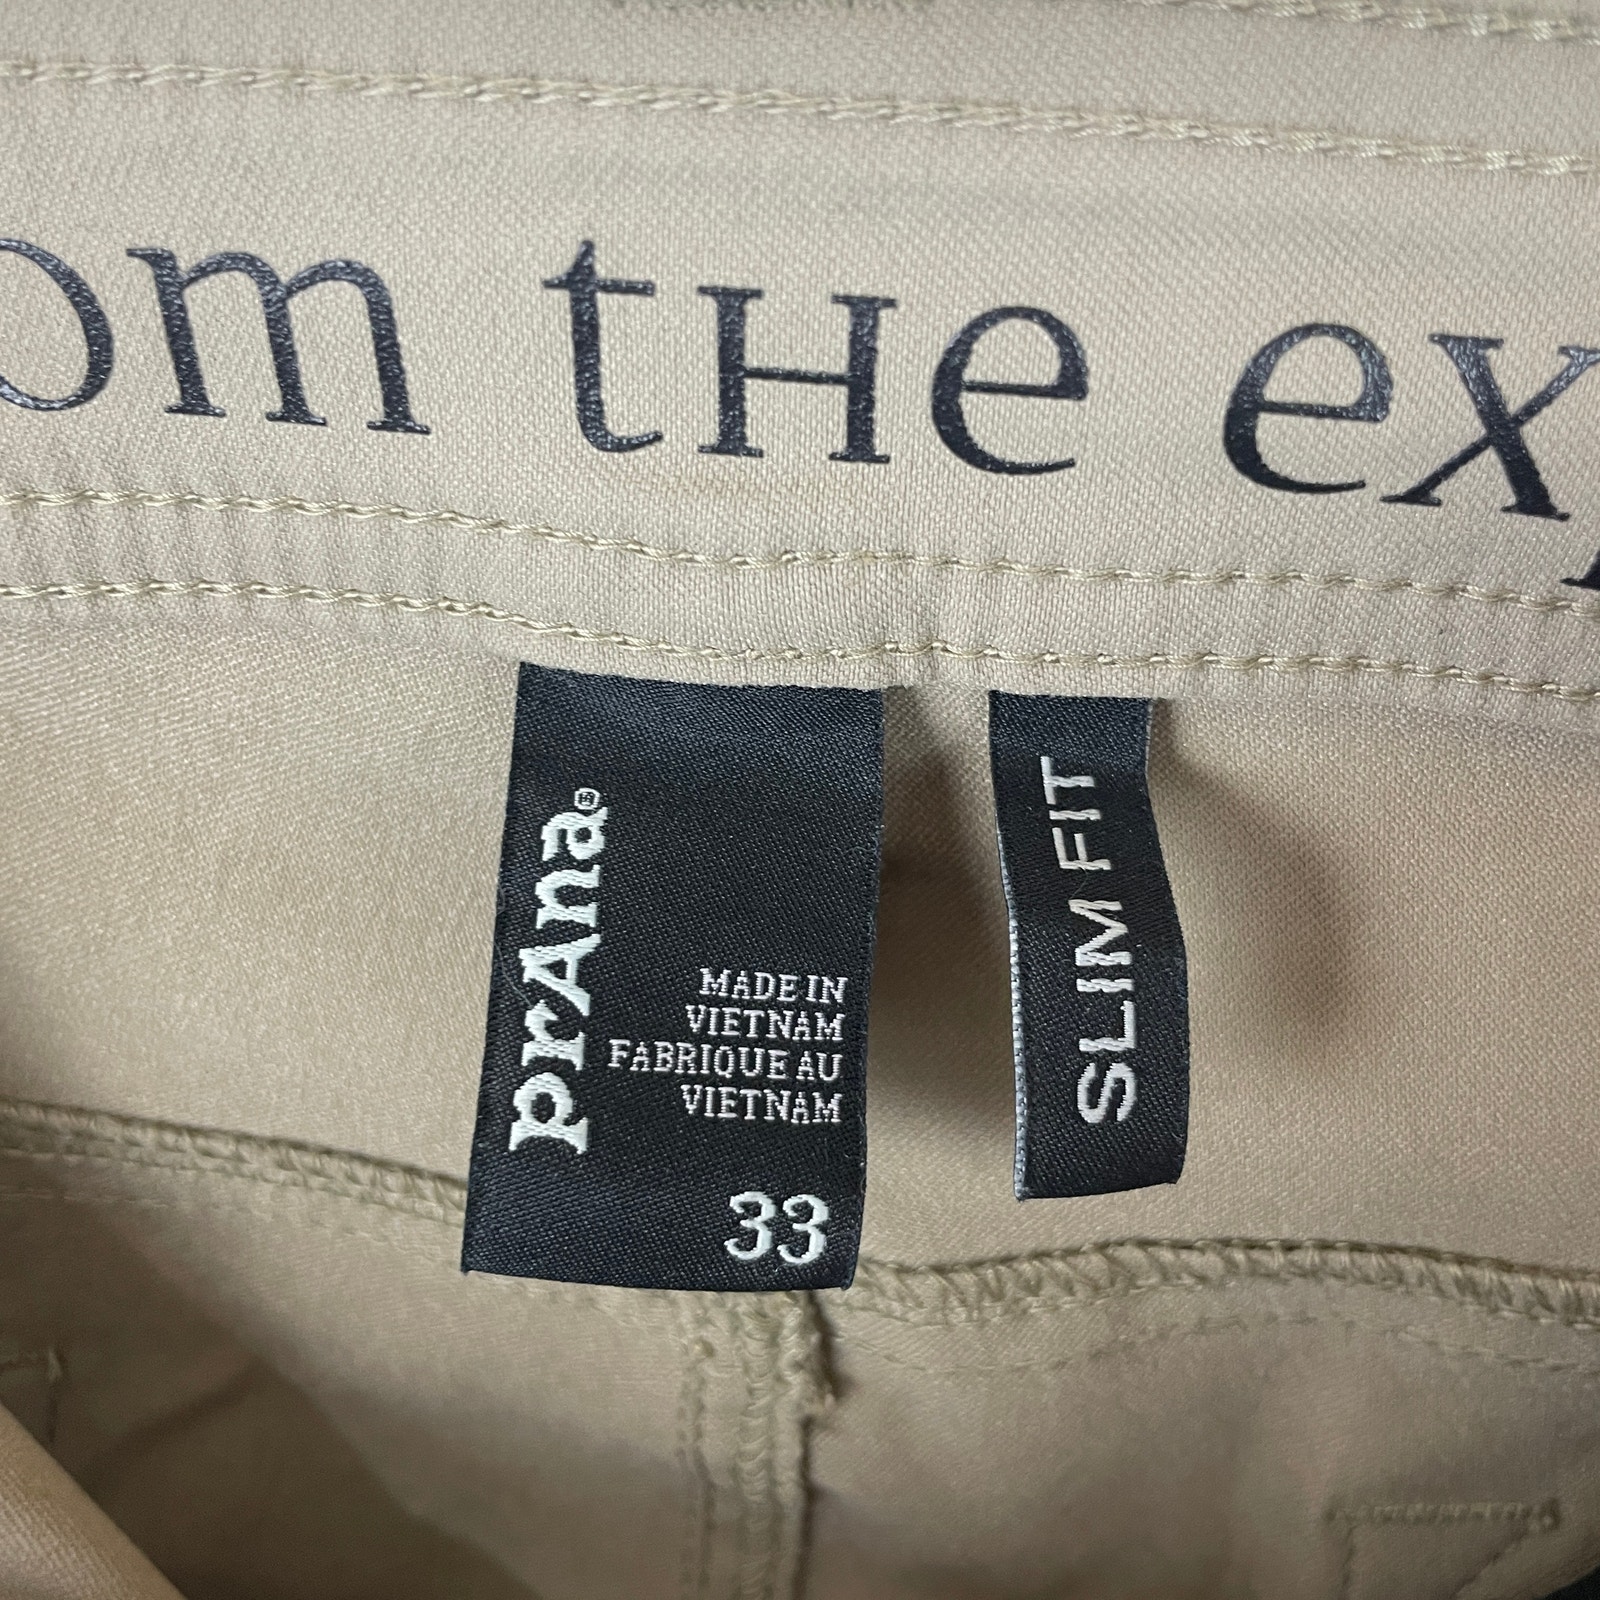 om tHe ex
prAna®
MADE IN
VIETNAM
FABRIQUE AU
VIETNAM
33
SLIM FIT